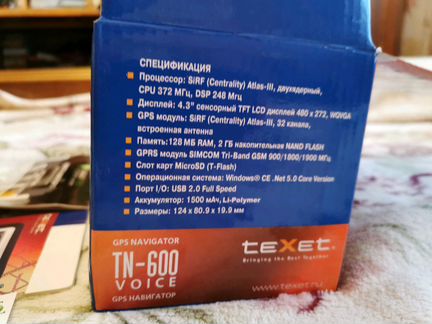 СПЕЦИФИКАЦИЯ
Процессор: SiRF (Centrality) Atlas-III, двухядерный,
CPU 372 МГц, DSP 248 Мгц
Дисплей: 4.3" сенсорный TFT LCD дисплей 480 x 272, WQVGA
GPS модуль: SiRF (Centrality) Atlas-III, 32 канала,
встроенная антенна
Память: 128 МБ RAM, 2 ГБ накопительная NAND FLASH
GPRS модуль SIMCOM Tri-Band GSM 900/1800/1900 МГц
Слот карт MicroSD (T-Flash)
Операционная система: Windows® CE .Net 5.0 Core Version
Порт I/O: USB 2.0 Full Speed
Аккумулятор: 1500 мАч, Li-Polymer
Размеры: 124 x 80.9 x 19.9 мм
GPS NAVIGATOR
TN-600
VOICE
GPS НАВИГАТОР
teXet®
Bringing the Best Together
www.texet.ru